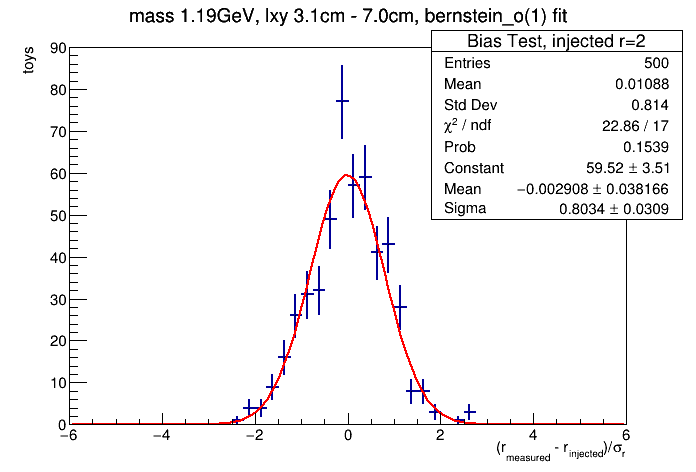 mass 1.19GeV, lxy 3.1cm - 7.0cm, bernstein_o(1) fit
toys
Bias Test, injected r=2
Entries 500
Mean 0.01088
Std Dev 0.814
χ² / ndf 22.86 / 17
Prob 0.1539
Constant 59.52 ± 3.51
Mean −0.002908 ± 0.038166
Sigma 0.8034 ± 0.0309
90
80
70
60
50
40
30
20
10
0
−6 −4 −2 0 2 4 6
(r_measured - r_injected)/σ_r